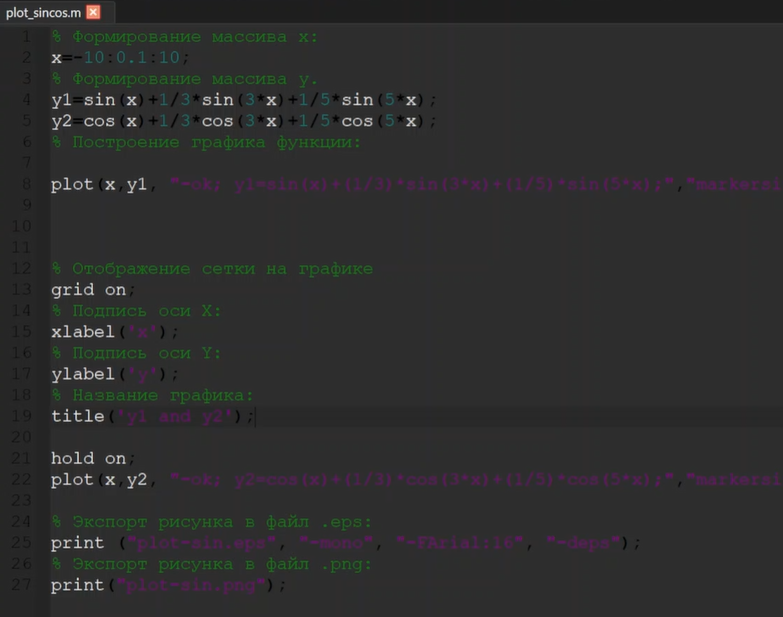 plot_sincos.m
1 % Формирование массива x:
2 x=-10:0.1:10;
3 % Формирование массива y.
4 y1=sin(x)+1/3*sin(3*x)+1/5*sin(5*x);
5 y2=cos(x)+1/3*cos(3*x)+1/5*cos(5*x);
6 % Построение графика функции:
7
8 plot(x,y1, "-ok; y1=sin(x)+(1/3)*sin(3*x)+(1/5)*sin(5*x);","markersi
9
10
11
12 % Отображение сетки на графике
13 grid on;
14 % Подпись оси X:
15 xlabel('x');
16 % Подпись оси Y:
17 ylabel('y');
18 % Название графика:
19 title('y1 and y2');
20
21 hold on;
22 plot(x,y2, "-ok; y2=cos(x)+(1/3)*cos(3*x)+(1/5)*cos(5*x);","markersi
23
24 % Экспорт рисунка в файл .eps:
25 print ("plot-sin.eps", "-mono", "-FArial:16", "-deps");
26 % Экспорт рисунка в файл .png:
27 print("plot-sin.png");